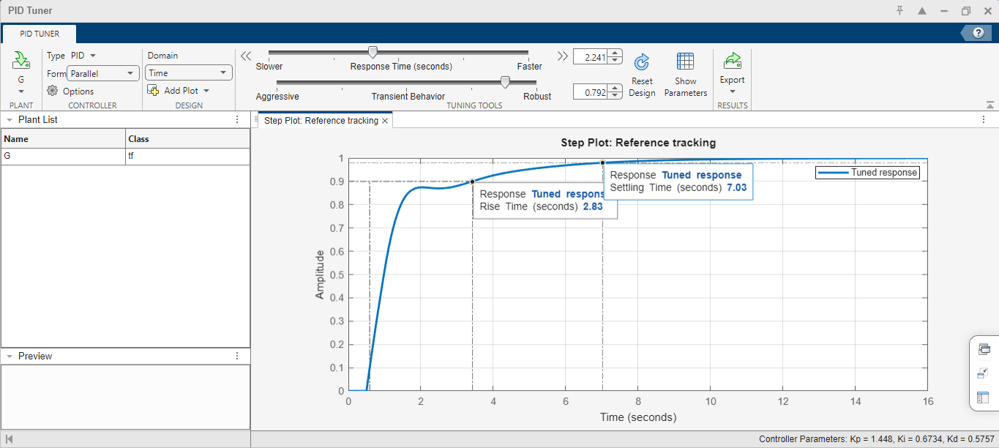 PID Tuner
PID TUNER
?
G
PLANT
Type PID
Form Parallel
Options
CONTROLLER
Domain
Time
Add Plot
DESIGN
Slower Response Time (seconds) Faster
2.241
Aggressive Transient Behavior Robust
0.792
TUNING TOOLS
Reset
Design
Show
Parameters
Export
RESULTS
Plant List
Name Class
G tf
Preview
Step Plot: Reference tracking
Step Plot: Reference tracking
Tuned response
Response Tuned response
Settling Time (seconds) 7.03
Response Tuned respons
Rise Time (seconds) 2.83
Amplitude
1
0.9
0.8
0.7
0.6
0.5
0.4
0.3
0.2
0.1
0
0 2 4 6 8 10 12 14 16
Time (seconds)
Controller Parameters: Kp = 1.448, Ki = 0.6734, Kd = 0.5757